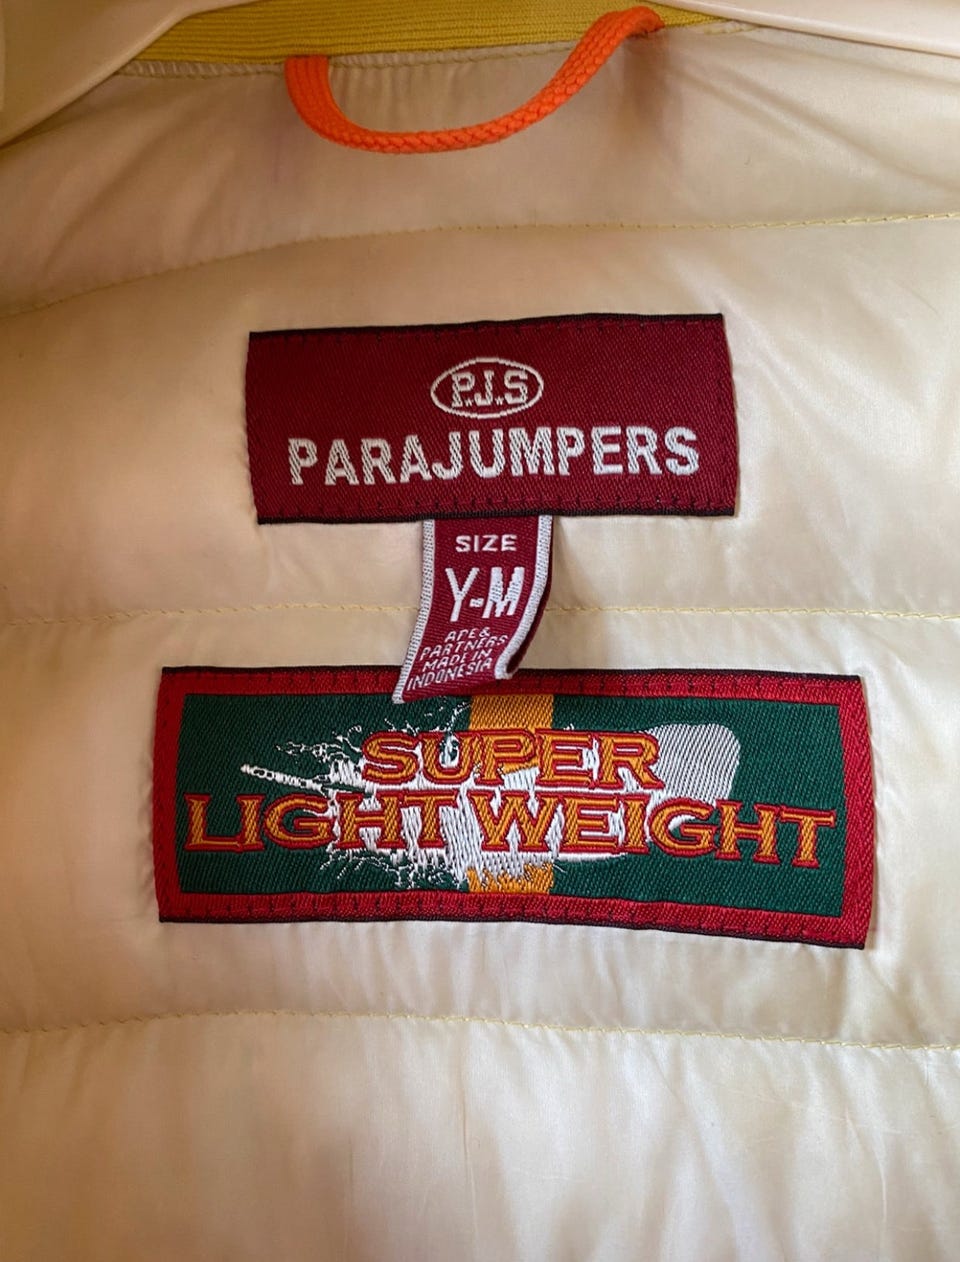 P.J.S
PARAJUMPERS
SIZE
Y-M
APE &
PARTNERS
MADE IN
INDONESIA
SUPER
LIGHT WEIGHT